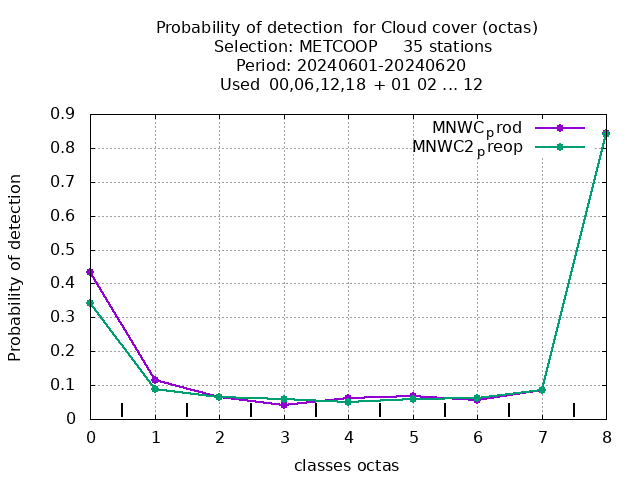 Probability of detection  for Cloud cover (octas)
Selection: METCOOP     35 stations
Period: 20240601-20240620
Used  00,06,12,18  + 01 02 ... 12
MNWCprod
MNWC2preop
0.9
0.8
0.7
0.6
0.5
0.4
0.3
0.2
0.1
0
Probability of detection
0 1 2 3 4 5 6 7 8
classes octas